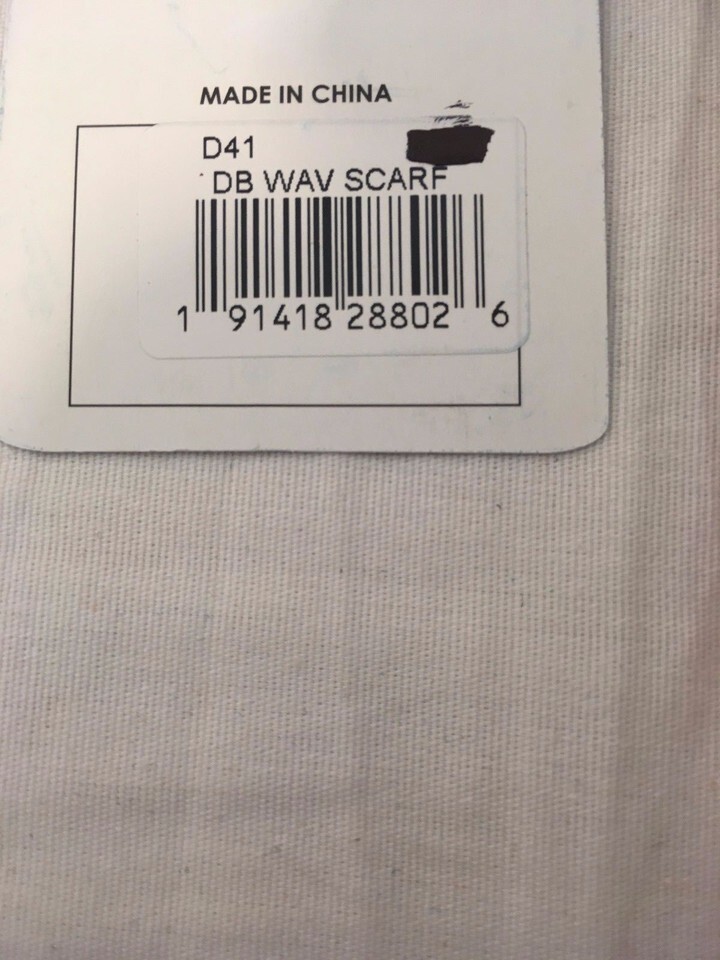 MADE IN CHINA
D41
DB WAV SCARF
1 91418 28802 6